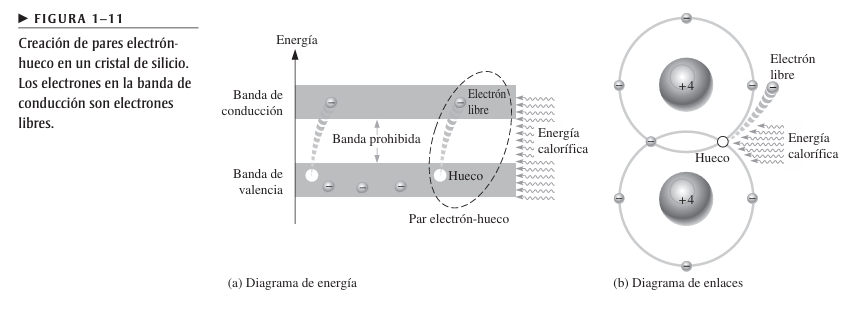 ► FIGURA 1–11
Creación de pares electrón-
hueco en un cristal de silicio.
Los electrones en la banda de
conducción son electrones
libres.
Energía
Banda de
conducción
Electrón
libre
Banda prohibida
Energía
calorífica
Banda de
valencia
Hueco
Par electrón-hueco
(a) Diagrama de energía
Electrón
libre
+4
Energía
calorífica
Hueco
+4
(b) Diagrama de enlaces